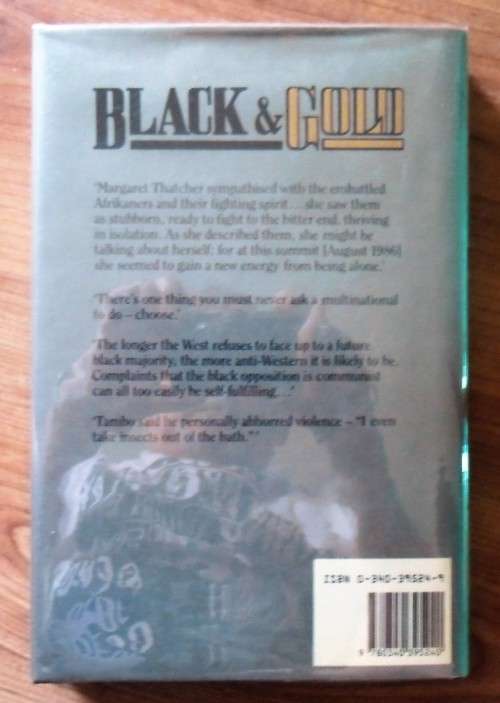 BLACK & GOLD
'Margaret Thatcher sympathised with the embattled
Afrikaners and their fighting spirit ... she saw them
as stubborn, ready to fight to the bitter end, thriving
in isolation. As she described them, she might be
talking about herself; for at this summit [August 1986]
she seemed to gain a new energy from being alone.'
'There's one thing you must never ask a multinational
to do – choose.'
'The longer the West refuses to face up to a future
black majority, the more anti-Western it is likely to be.
Complaints that the black opposition is communist
can all too easily be self-fulfilling...'
'Tambo said he personally abhorred violence – "I even
take insects out of the bath."'
ISBN 0-340-39524-9
9 780340 395240